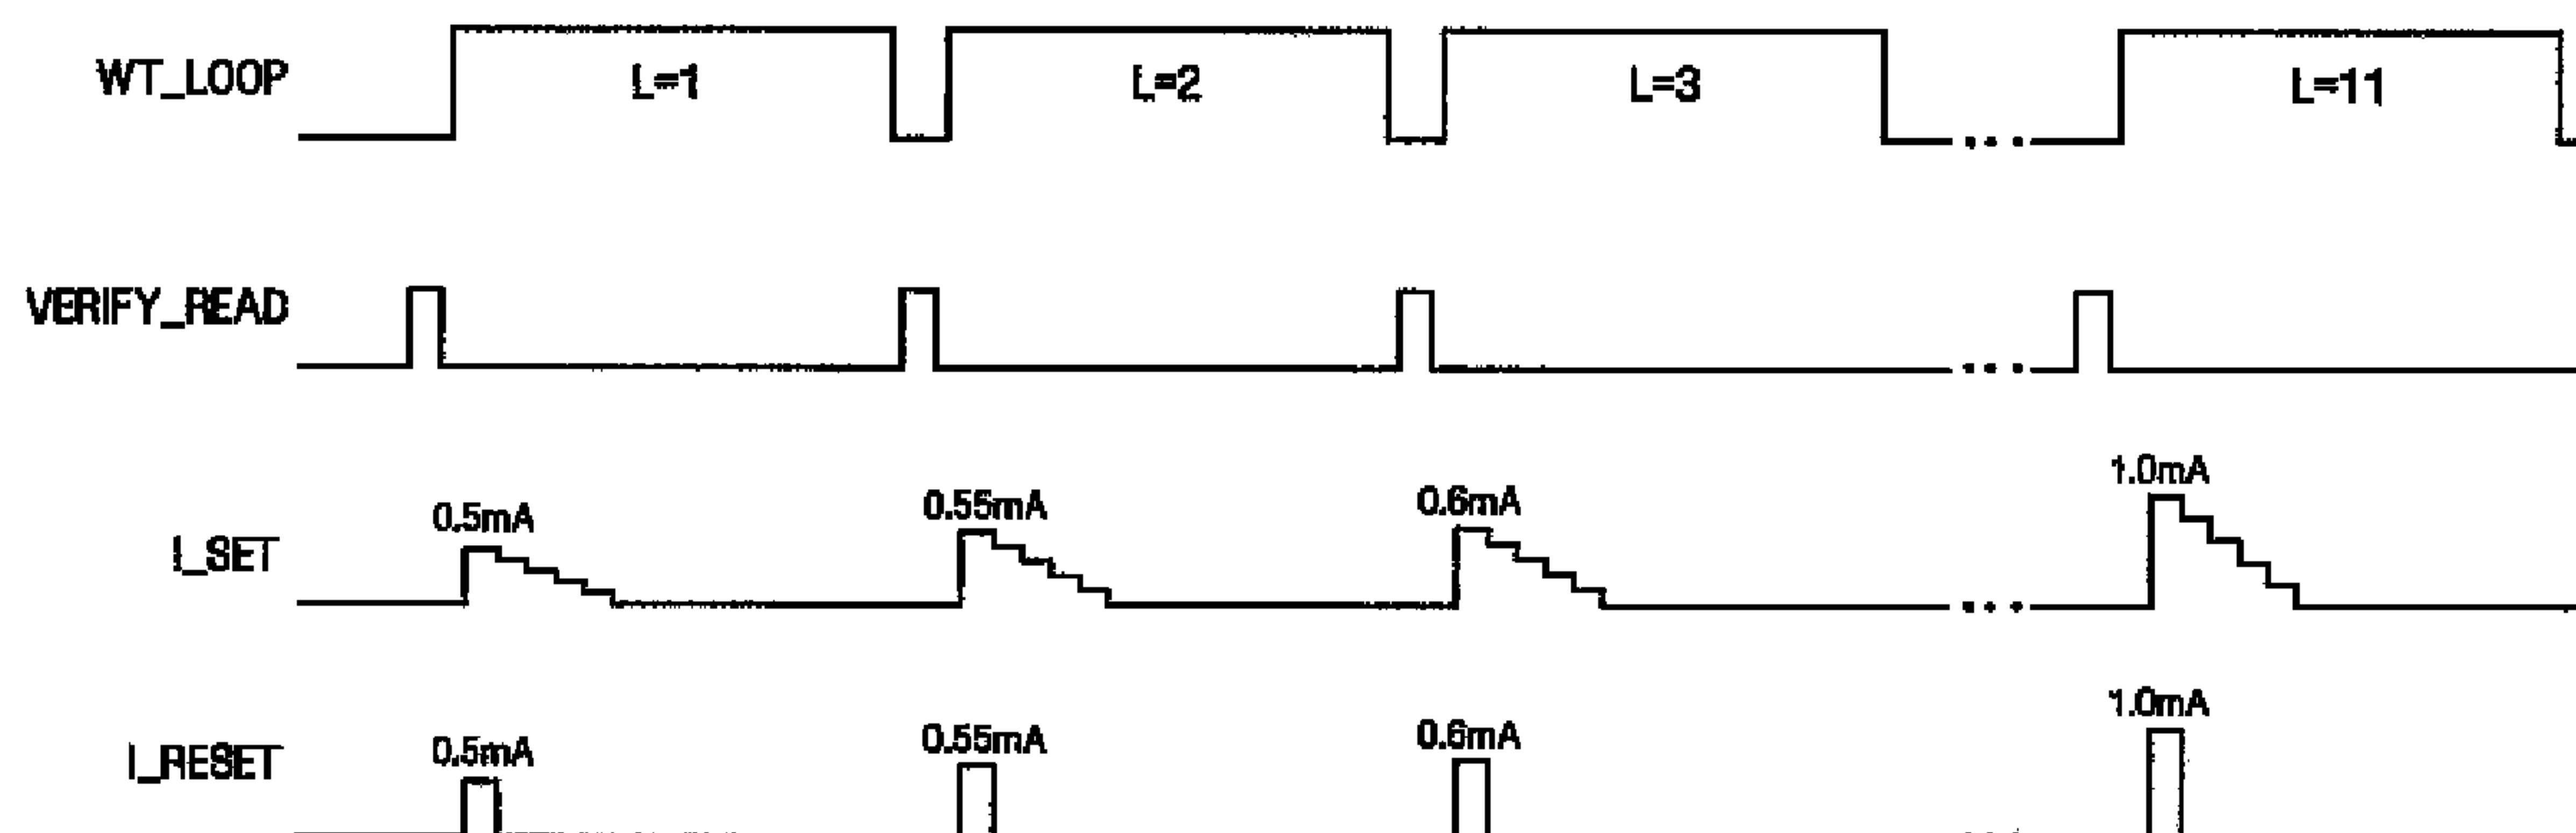 WT_LOOP L=1 L=2 L=3 ... L=11
VERIFY_READ ...
0.5mA 0.55mA 0.6mA 1.0mA
I_SET ...
0.5mA 0.55mA 0.6mA 1.0mA
I_RESET